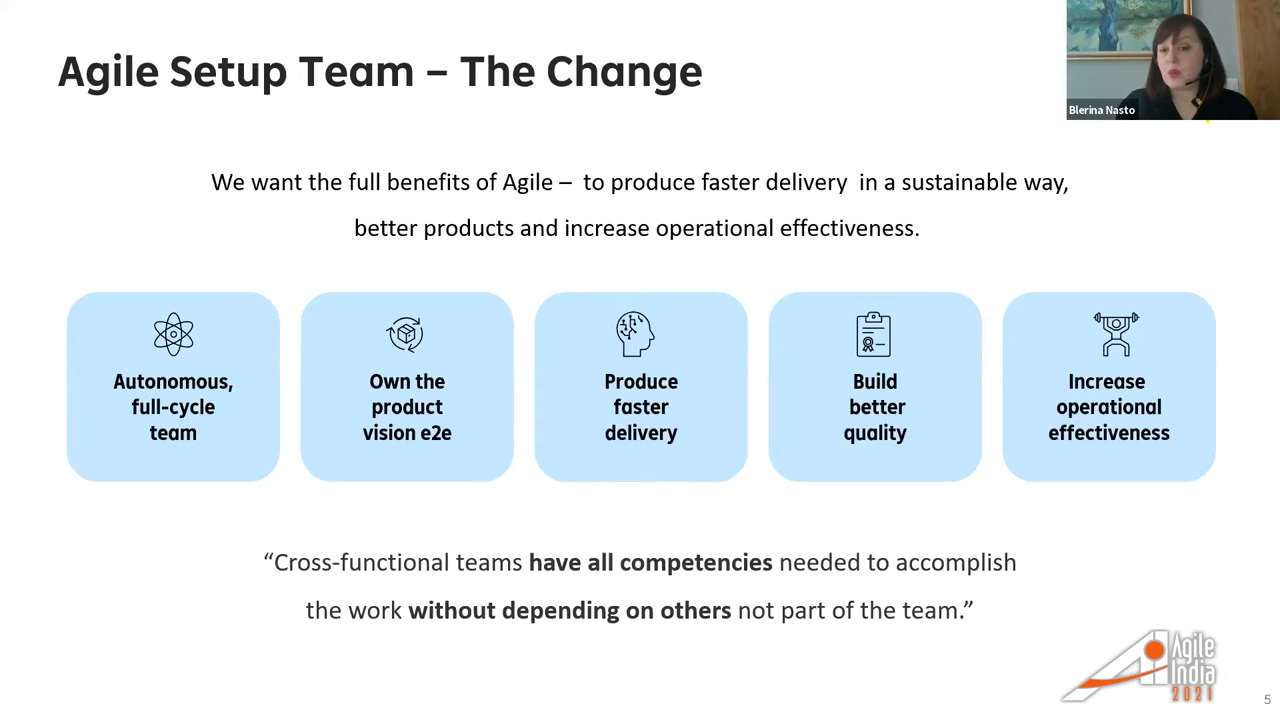 Agile Setup Team – The Change
Blerina Nasto
We want the full benefits of Agile – to produce faster delivery in a sustainable way,
better products and increase operational effectiveness.
Autonomous,
full-cycle
team
Own the
product
vision e2e
Produce
faster
delivery
Build
better
quality
Increase
operational
effectiveness
“Cross-functional teams have all competencies needed to accomplish
the work without depending on others not part of the team.”
Agile
India
2021
5